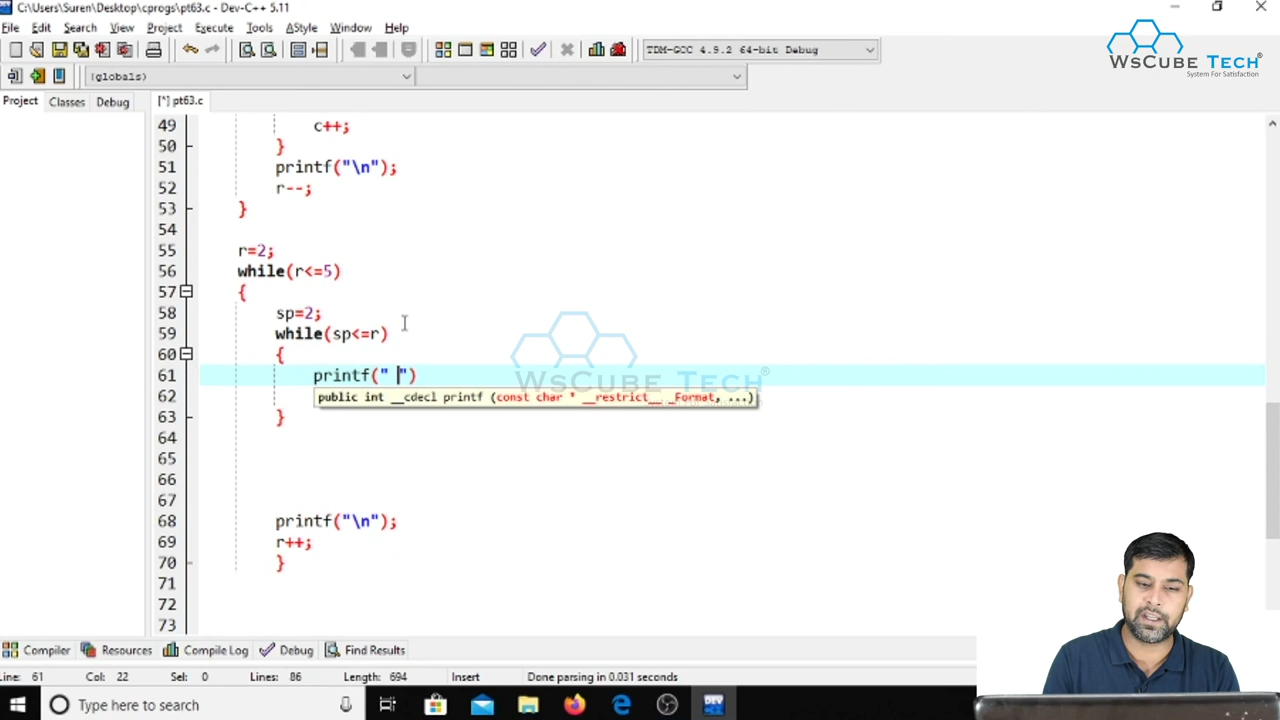 C:\Users\Suren\Desktop\cprogs\pt63.c - Dev-C++ 5.11
File Edit Search View Project Execute Tools AStyle Window Help
TDM-GCC 4.9.2 64-bit Debug
WsCube Tech®
System For Satisfaction
(globals)
Project Classes Debug
[*] pt63.c
49 c++;
50 }
51 printf("\n");
52 r--;
53 }
54
55 r=2;
56 while(r<=5)
57 {
58 sp=2;
59 while(sp<=r)
60 {
61 printf(" ")
WsCube Tech®
62 public int __cdecl printf (const char * __restrict__ _Format, ...)
63 }
64
65
66
67
68 printf("\n");
69 r++;
70 }
71
72
73
Compiler Resources Compile Log Debug Find Results
Line: 61 Col: 22 Sel: 0 Lines: 86 Length: 694 Insert Done parsing in 0.031 seconds
Type here to search
DEV